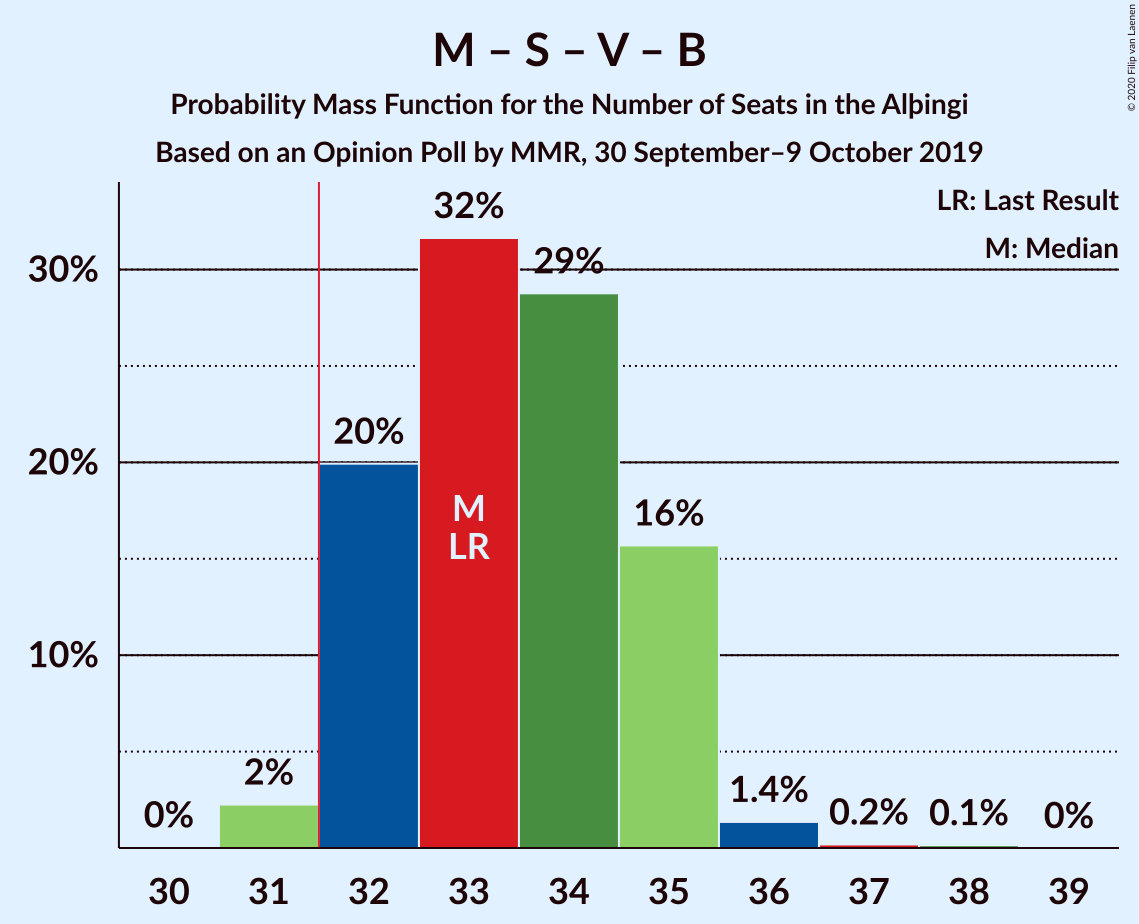 M – S – V – B
Probability Mass Function for the Number of Seats in the Alþingi
Based on an Opinion Poll by MMR, 30 September–9 October 2019
© 2020 Filip van Laenen
LR: Last Result
M: Median
30%
20%
10%
0%
2%
20%
32%
29%
16%
1.4%
0.2%
0.1%
0%
M
LR
30 31 32 33 34 35 36 37 38 39